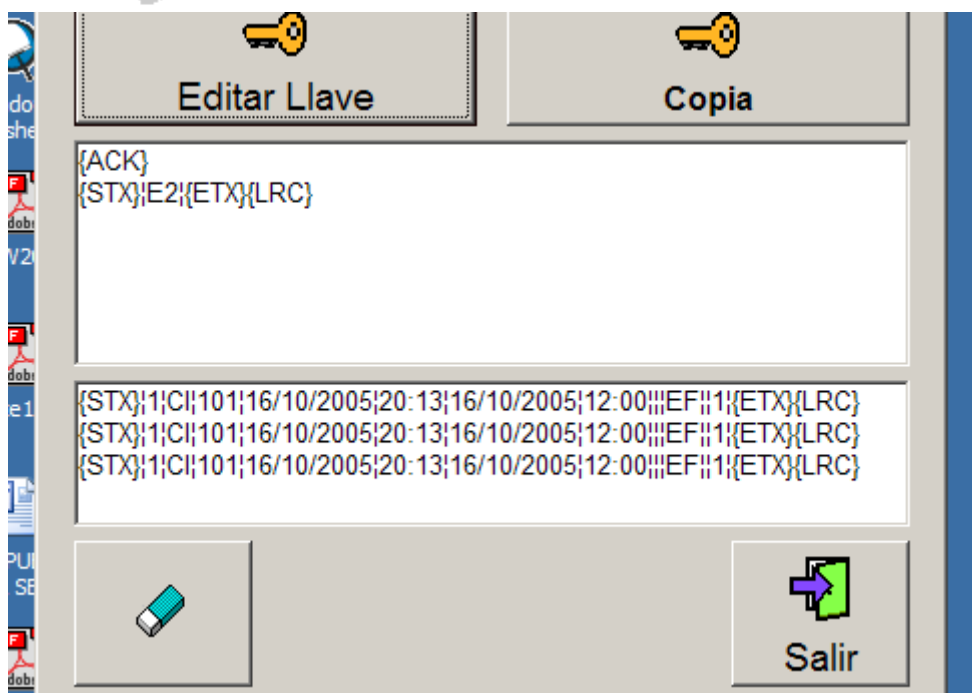 Editar Llave
Copia
{ACK}
{STX}¦E2¦{ETX}{LRC}
{STX}¦1¦CI¦101¦16/10/2005¦20:13¦16/10/2005¦12:00¦¦¦EF¦¦1¦{ETX}{LRC}
{STX}¦1¦CI¦101¦16/10/2005¦20:13¦16/10/2005¦12:00¦¦¦EF¦¦1¦{ETX}{LRC}
{STX}¦1¦CI¦101¦16/10/2005¦20:13¦16/10/2005¦12:00¦¦¦EF¦¦1¦{ETX}{LRC}
Salir